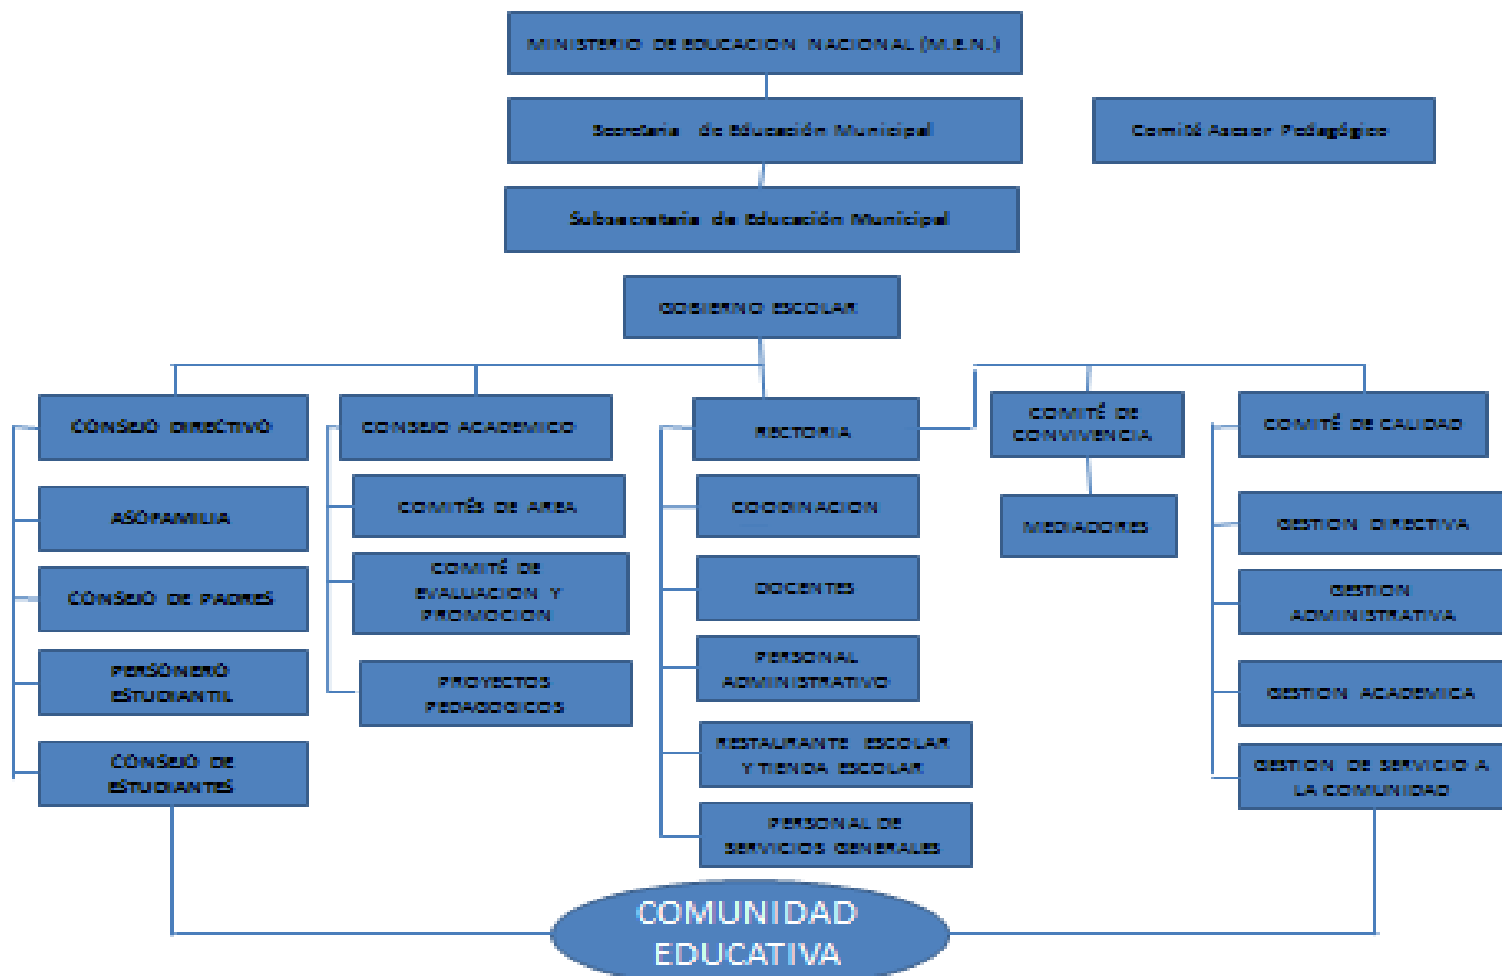 MINISTERIO DE EDUCACION NACIONAL (M.E.N.)
Secretaria de Educación Municipal
Comité Asesor Pedagógico
Subsecretaria de Educación Municipal
GOBIERNO ESCOLAR
CONSEJO DIRECTIVO
CONSEJO ACADEMICO
RECTORIA
COMITÉ DE
CONVIVENCIA
COMITÉ DE CALIDAD
ASOFAMILIA
CONSEJO DE PADRES
PERSONERO
ESTUDIANTIL
CONSEJO DE
ESTUDIANTES
COMITÉS DE AREA
COMITÉ DE
EVALUACION Y
PROMOCION
PROYECTOS
PEDAGOGICOS
COODINACION
DOCENTES
PERSONAL
ADMINISTRATIVO
RESTAURANTE ESCOLAR
Y TIENDA ESCOLAR
PERSONAL DE
SERVICIOS GENERALES
MEDIADORES
GESTION DIRECTIVA
GESTION
ADMINISTRATIVA
GESTION ACADEMICA
GESTION DE SERVICIO A
LA COMUNIDAD
COMUNIDAD
EDUCATIVA